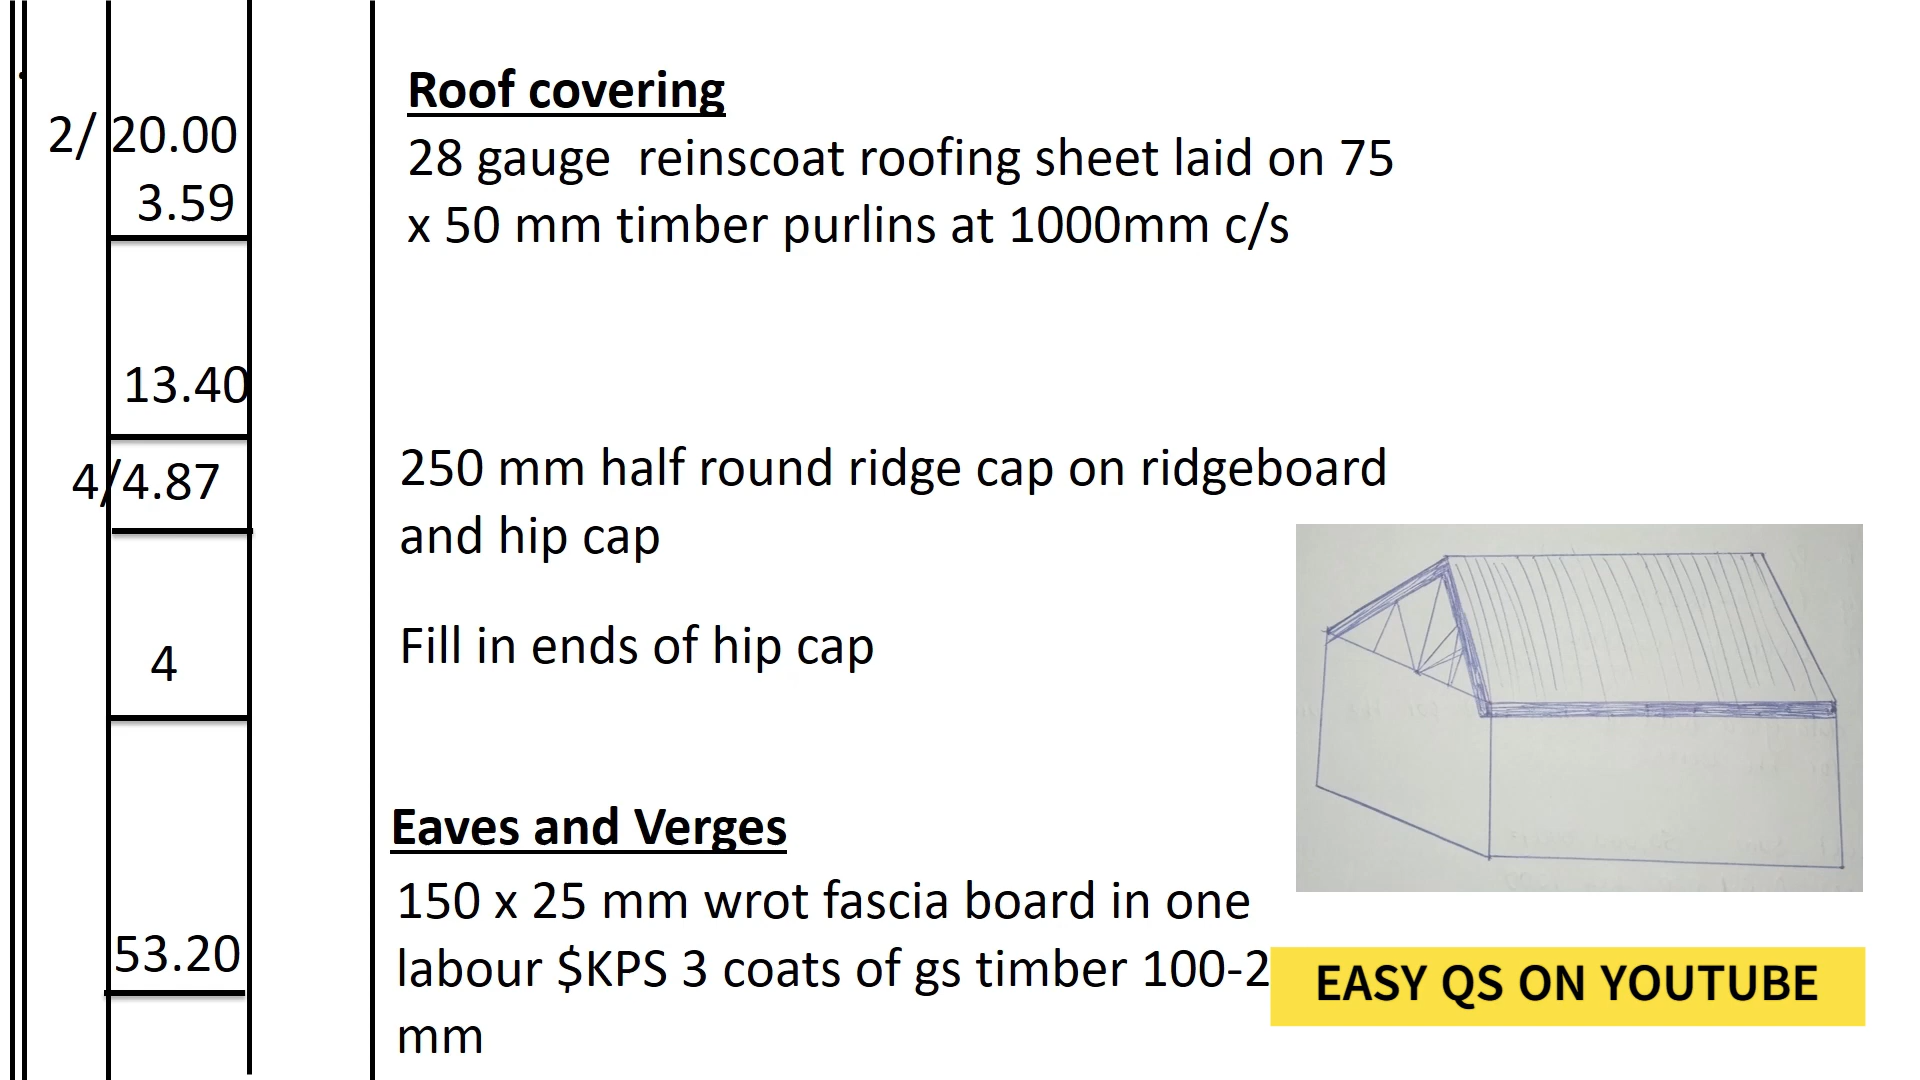 Roof covering
2/ 20.00
28 gauge reinscoat roofing sheet laid on 75
3.59
x 50 mm timber purlins at 1000mm c/s
13.40
4/4.87
250 mm half round ridge cap on ridgeboard
and hip cap
4
Fill in ends of hip cap
Eaves and Verges
150 x 25 mm wrot fascia board in one
53.20
labour $KPS 3 coats of gs timber 100-2
mm
EASY QS ON YOUTUBE